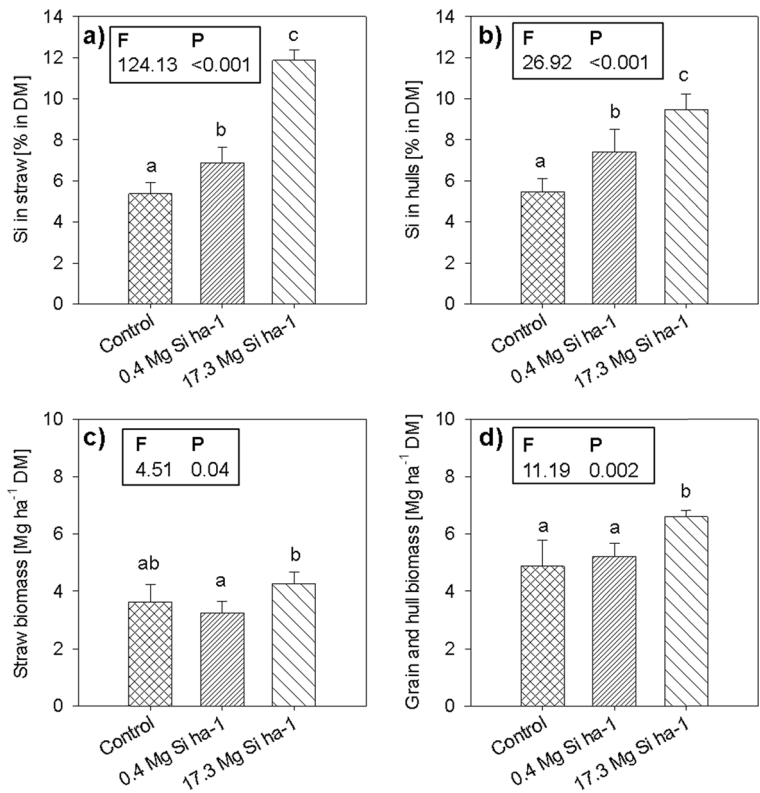 a)
F P
124.13 <0.001
a
b
c
14
12
10
8
6
4
2
0
Si in straw [% in DM]
Control
0.4 Mg Si ha-1
17.3 Mg Si ha-1
b)
F P
26.92 <0.001
a
b
c
14
12
10
8
6
4
2
0
Si in hulls [% in DM]
Control
0.4 Mg Si ha-1
17.3 Mg Si ha-1
c)
F P
4.51 0.04
ab
a
b
10
8
6
4
2
0
Straw biomass [Mg ha⁻¹ DM]
Control
0.4 Mg Si ha-1
17.3 Mg Si ha-1
d)
F P
11.19 0.002
a
a
b
10
8
6
4
2
0
Grain and hull biomass [Mg ha⁻¹ DM]
Control
0.4 Mg Si ha-1
17.3 Mg Si ha-1